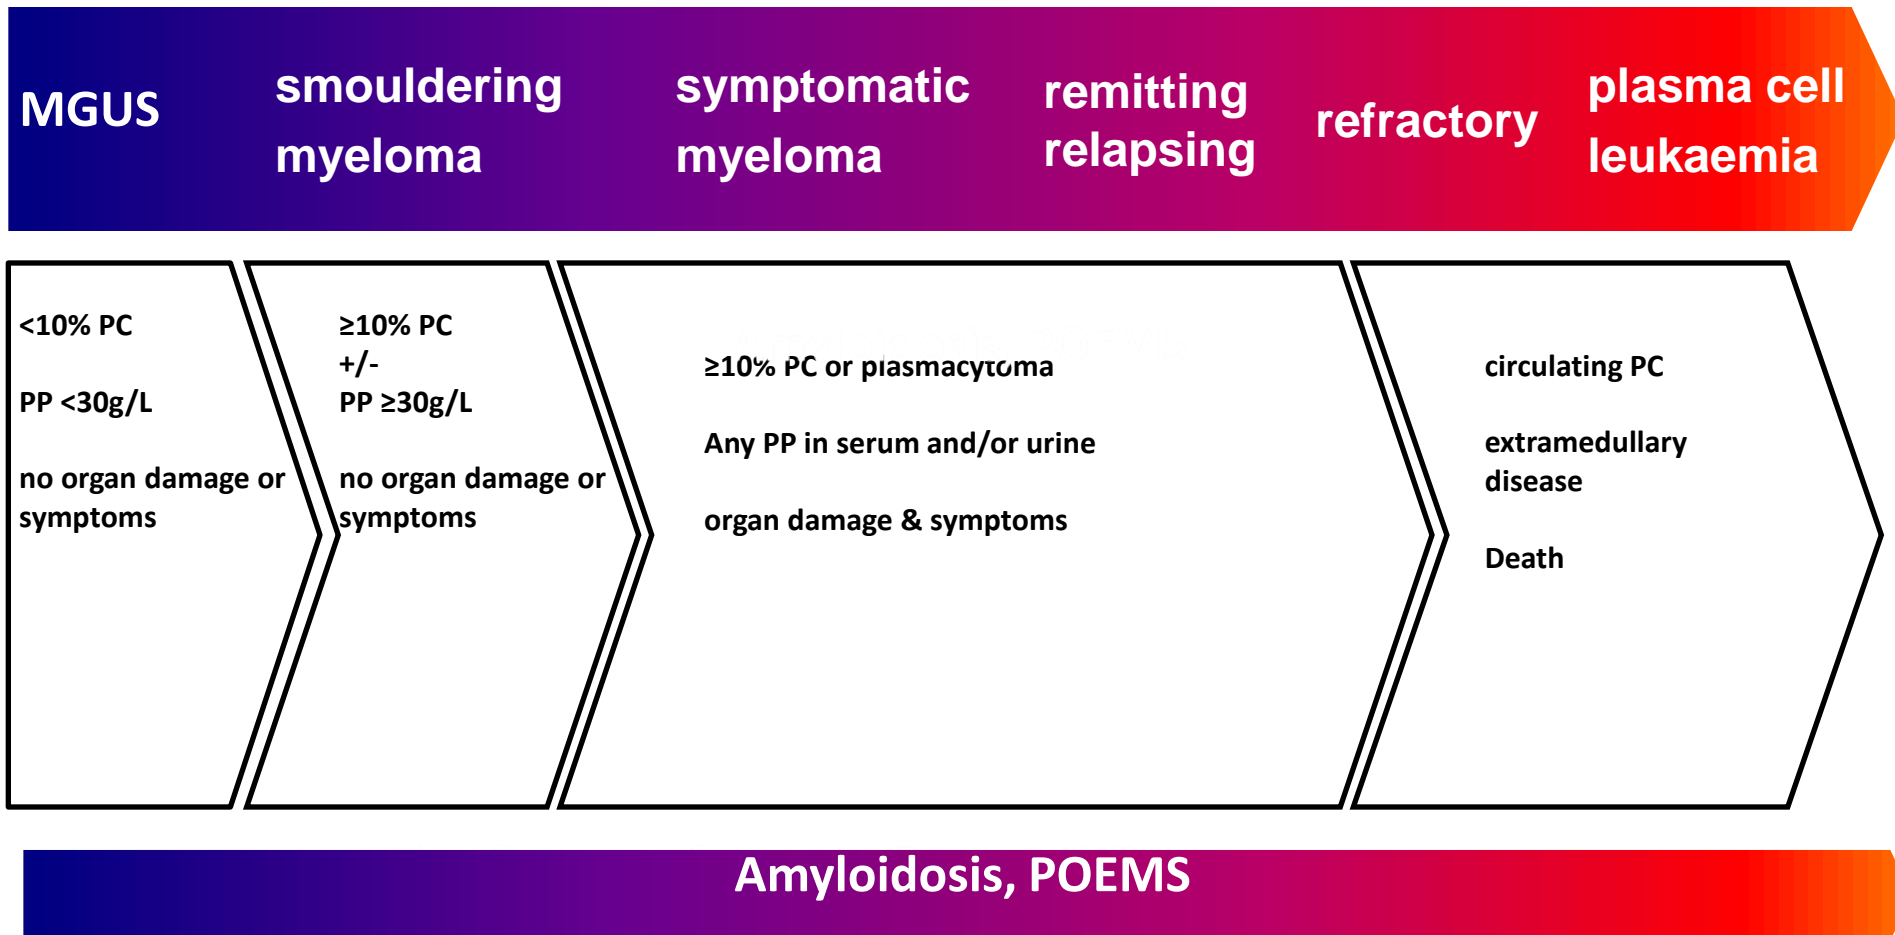 MGUS
smouldering
myeloma
symptomatic
myeloma
remitting
relapsing
refractory
plasma cell
leukaemia
<10% PC
PP <30g/L
no organ damage or
symptoms
≥10% PC
+/-
PP ≥30g/L
no organ damage or
symptoms
≥10% PC or plasmacytoma
Any PP in serum and/or urine
organ damage & symptoms
circulating PC
extramedullary
disease
Death
Amyloidosis, POEMS